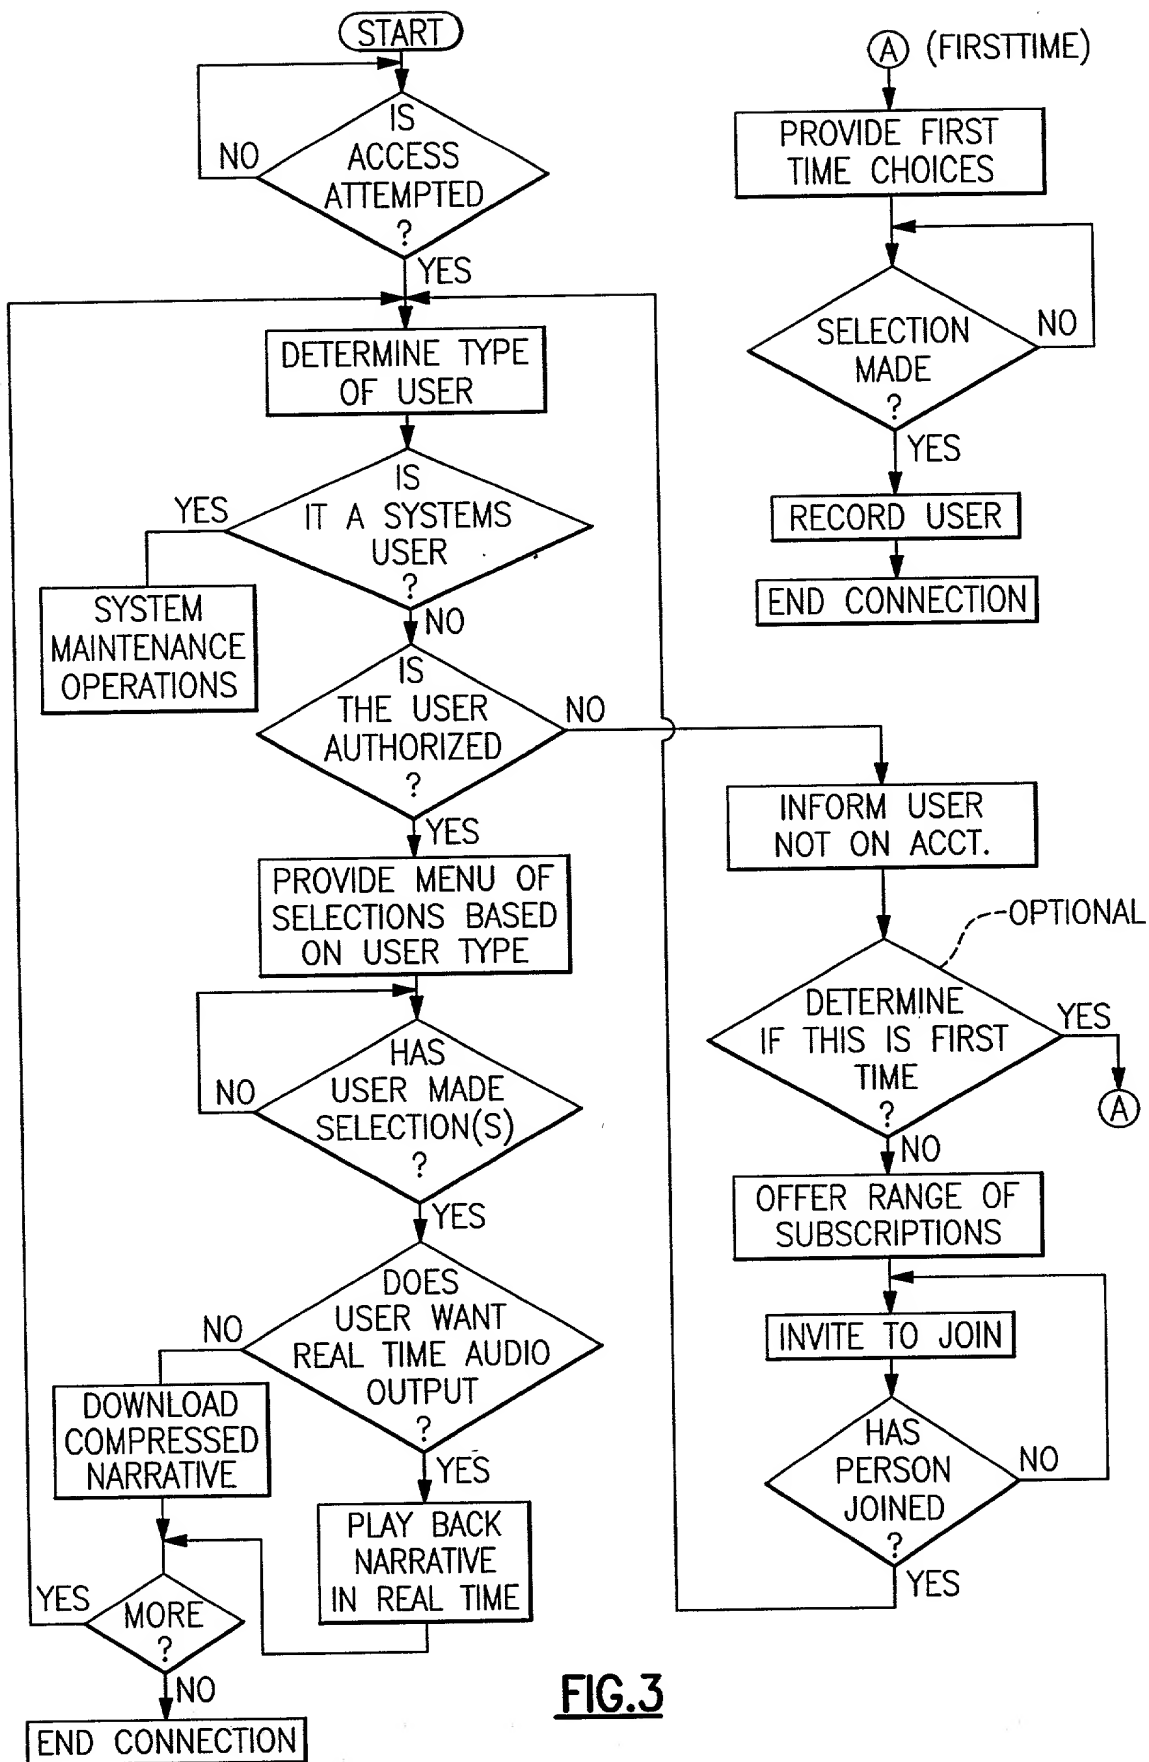 START
IS
ACCESS
ATTEMPTED
?
NO
YES
DETERMINE TYPE
OF USER
IS
IT A SYSTEMS
USER
?
YES
SYSTEM
MAINTENANCE
OPERATIONS
NO
IS
THE USER
AUTHORIZED
?
NO
YES
PROVIDE MENU OF
SELECTIONS BASED
ON USER TYPE
HAS
USER MADE
SELECTION(S)
?
NO
YES
DOES
USER WANT
REAL TIME AUDIO
OUTPUT
?
NO
DOWNLOAD
COMPRESSED
NARRATIVE
YES
PLAY BACK
NARRATIVE
IN REAL TIME
MORE
?
YES
NO
END CONNECTION
A (FIRSTTIME)
PROVIDE FIRST
TIME CHOICES
SELECTION
MADE
?
NO
YES
RECORD USER
END CONNECTION
INFORM USER
NOT ON ACCT.
OPTIONAL
DETERMINE
IF THIS IS FIRST
TIME
?
YES
A
NO
OFFER RANGE OF
SUBSCRIPTIONS
INVITE TO JOIN
HAS
PERSON
JOINED
?
NO
YES
FIG.3